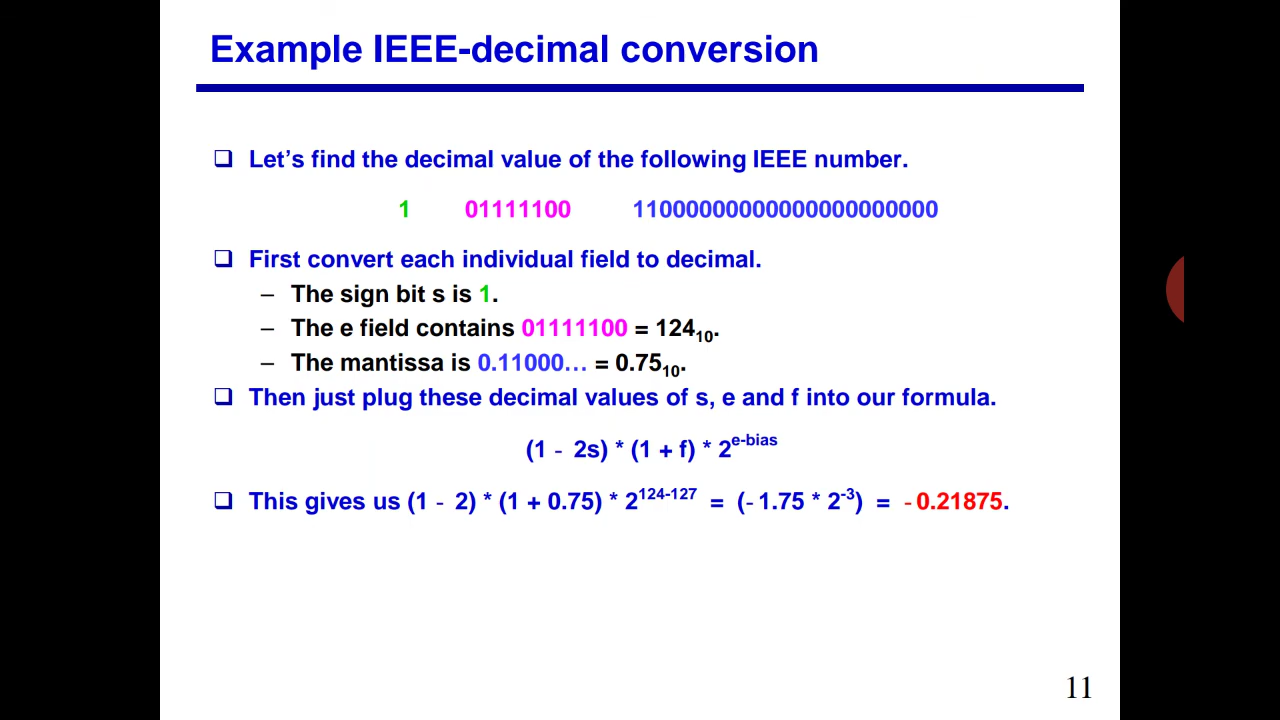 Example IEEE-decimal conversion
❑ Let's find the decimal value of the following IEEE number.
1 01111100 11000000000000000000000
❑ First convert each individual field to decimal.
– The sign bit s is 1.
– The e field contains 01111100 = 124₁₀.
– The mantissa is 0.11000… = 0.75₁₀.
❑ Then just plug these decimal values of s, e and f into our formula.
(1 - 2s) * (1 + f) * 2^e-bias
❑ This gives us (1 - 2) * (1 + 0.75) * 2^124-127 = (-1.75 * 2^-3) = -0.21875.
11